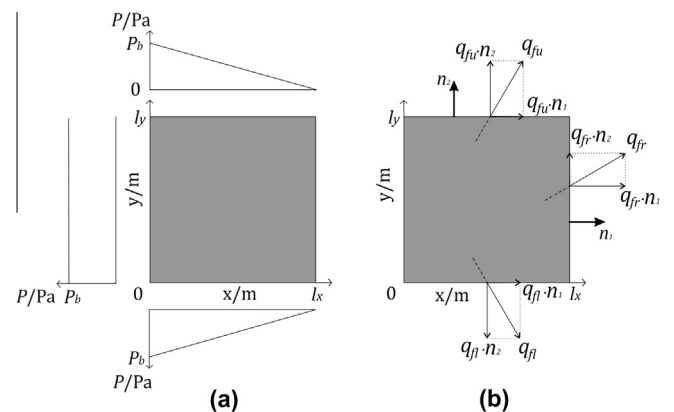 P/Pa
P_b
0
l_y
y/m
P/Pa P_b
0
x/m
l_x
P_b
P/Pa
(a)
q_fu·n_2
q_fu
n_2
q_fu·n_1
l_y
q_fr·n_2
q_fr
y/m
q_fr·n_1
n_1
q_fl·n_1
0
x/m
l_x
q_fl·n_2
q_fl
(b)